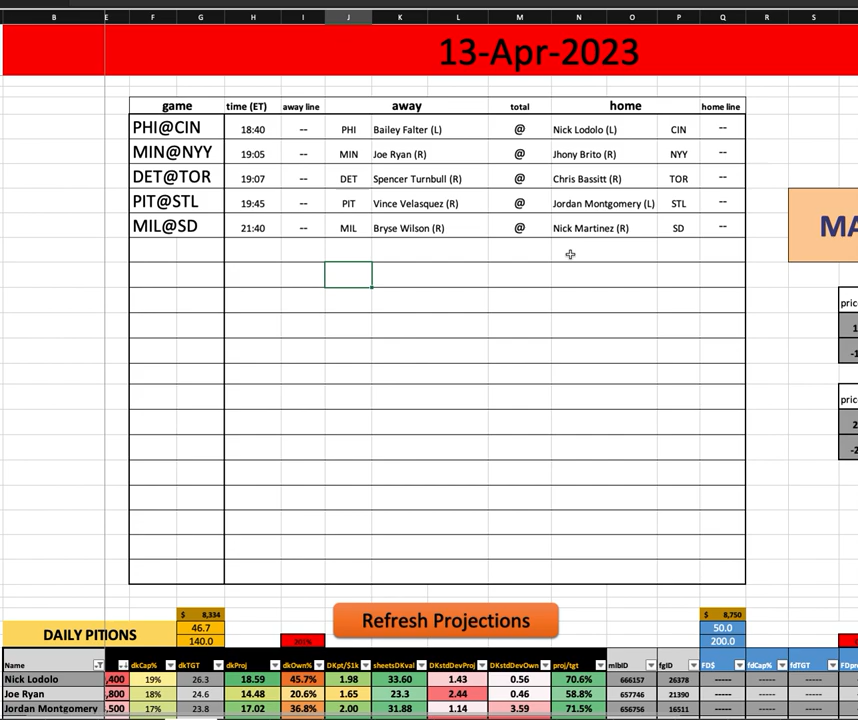 B E F G H I J K L M N O P Q R S
13-Apr-2023
game time (ET) away line away total home home line
PHI@CIN 18:40 -- PHI Bailey Falter (L) @ Nick Lodolo (L) CIN --
MIN@NYY 19:05 -- MIN Joe Ryan (R) @ Jhony Brito (R) NYY --
DET@TOR 19:07 -- DET Spencer Turnbull (R) @ Chris Bassitt (R) TOR --
PIT@STL 19:45 -- PIT Vince Velasquez (R) @ Jordan Montgomery (L) STL --
MIL@SD 21:40 -- MIL Bryse Wilson (R) @ Nick Martinez (R) SD --
MA
pric
1
-1
pric
2
-2
$ 8,334 $ 8,750
Refresh Projections
DAILY PITIONS 46.7 50.0
140.0 200.0
Name dkCap% dkTGT dkProj dkOwn% DKpt/$1k sheetsDKval DKstdDevProj DKstdDevOwn proj/tgt mlbID fgID FD$ fdCap% fdTGT FDpr
Nick Lodolo ,400 19% 26.3 18.59 45.7% 1.98 33.60 1.43 0.56 70.6% 666157 26378 ----- ----- -----
Joe Ryan ,800 18% 24.6 14.48 20.6% 1.65 23.3 2.44 0.46 58.8% 657746 21390 ----- ----- -----
Jordan Montgomery ,500 17% 23.8 17.02 36.8% 2.00 31.88 1.14 3.59 71.5% 656756 16511 ----- ----- -----